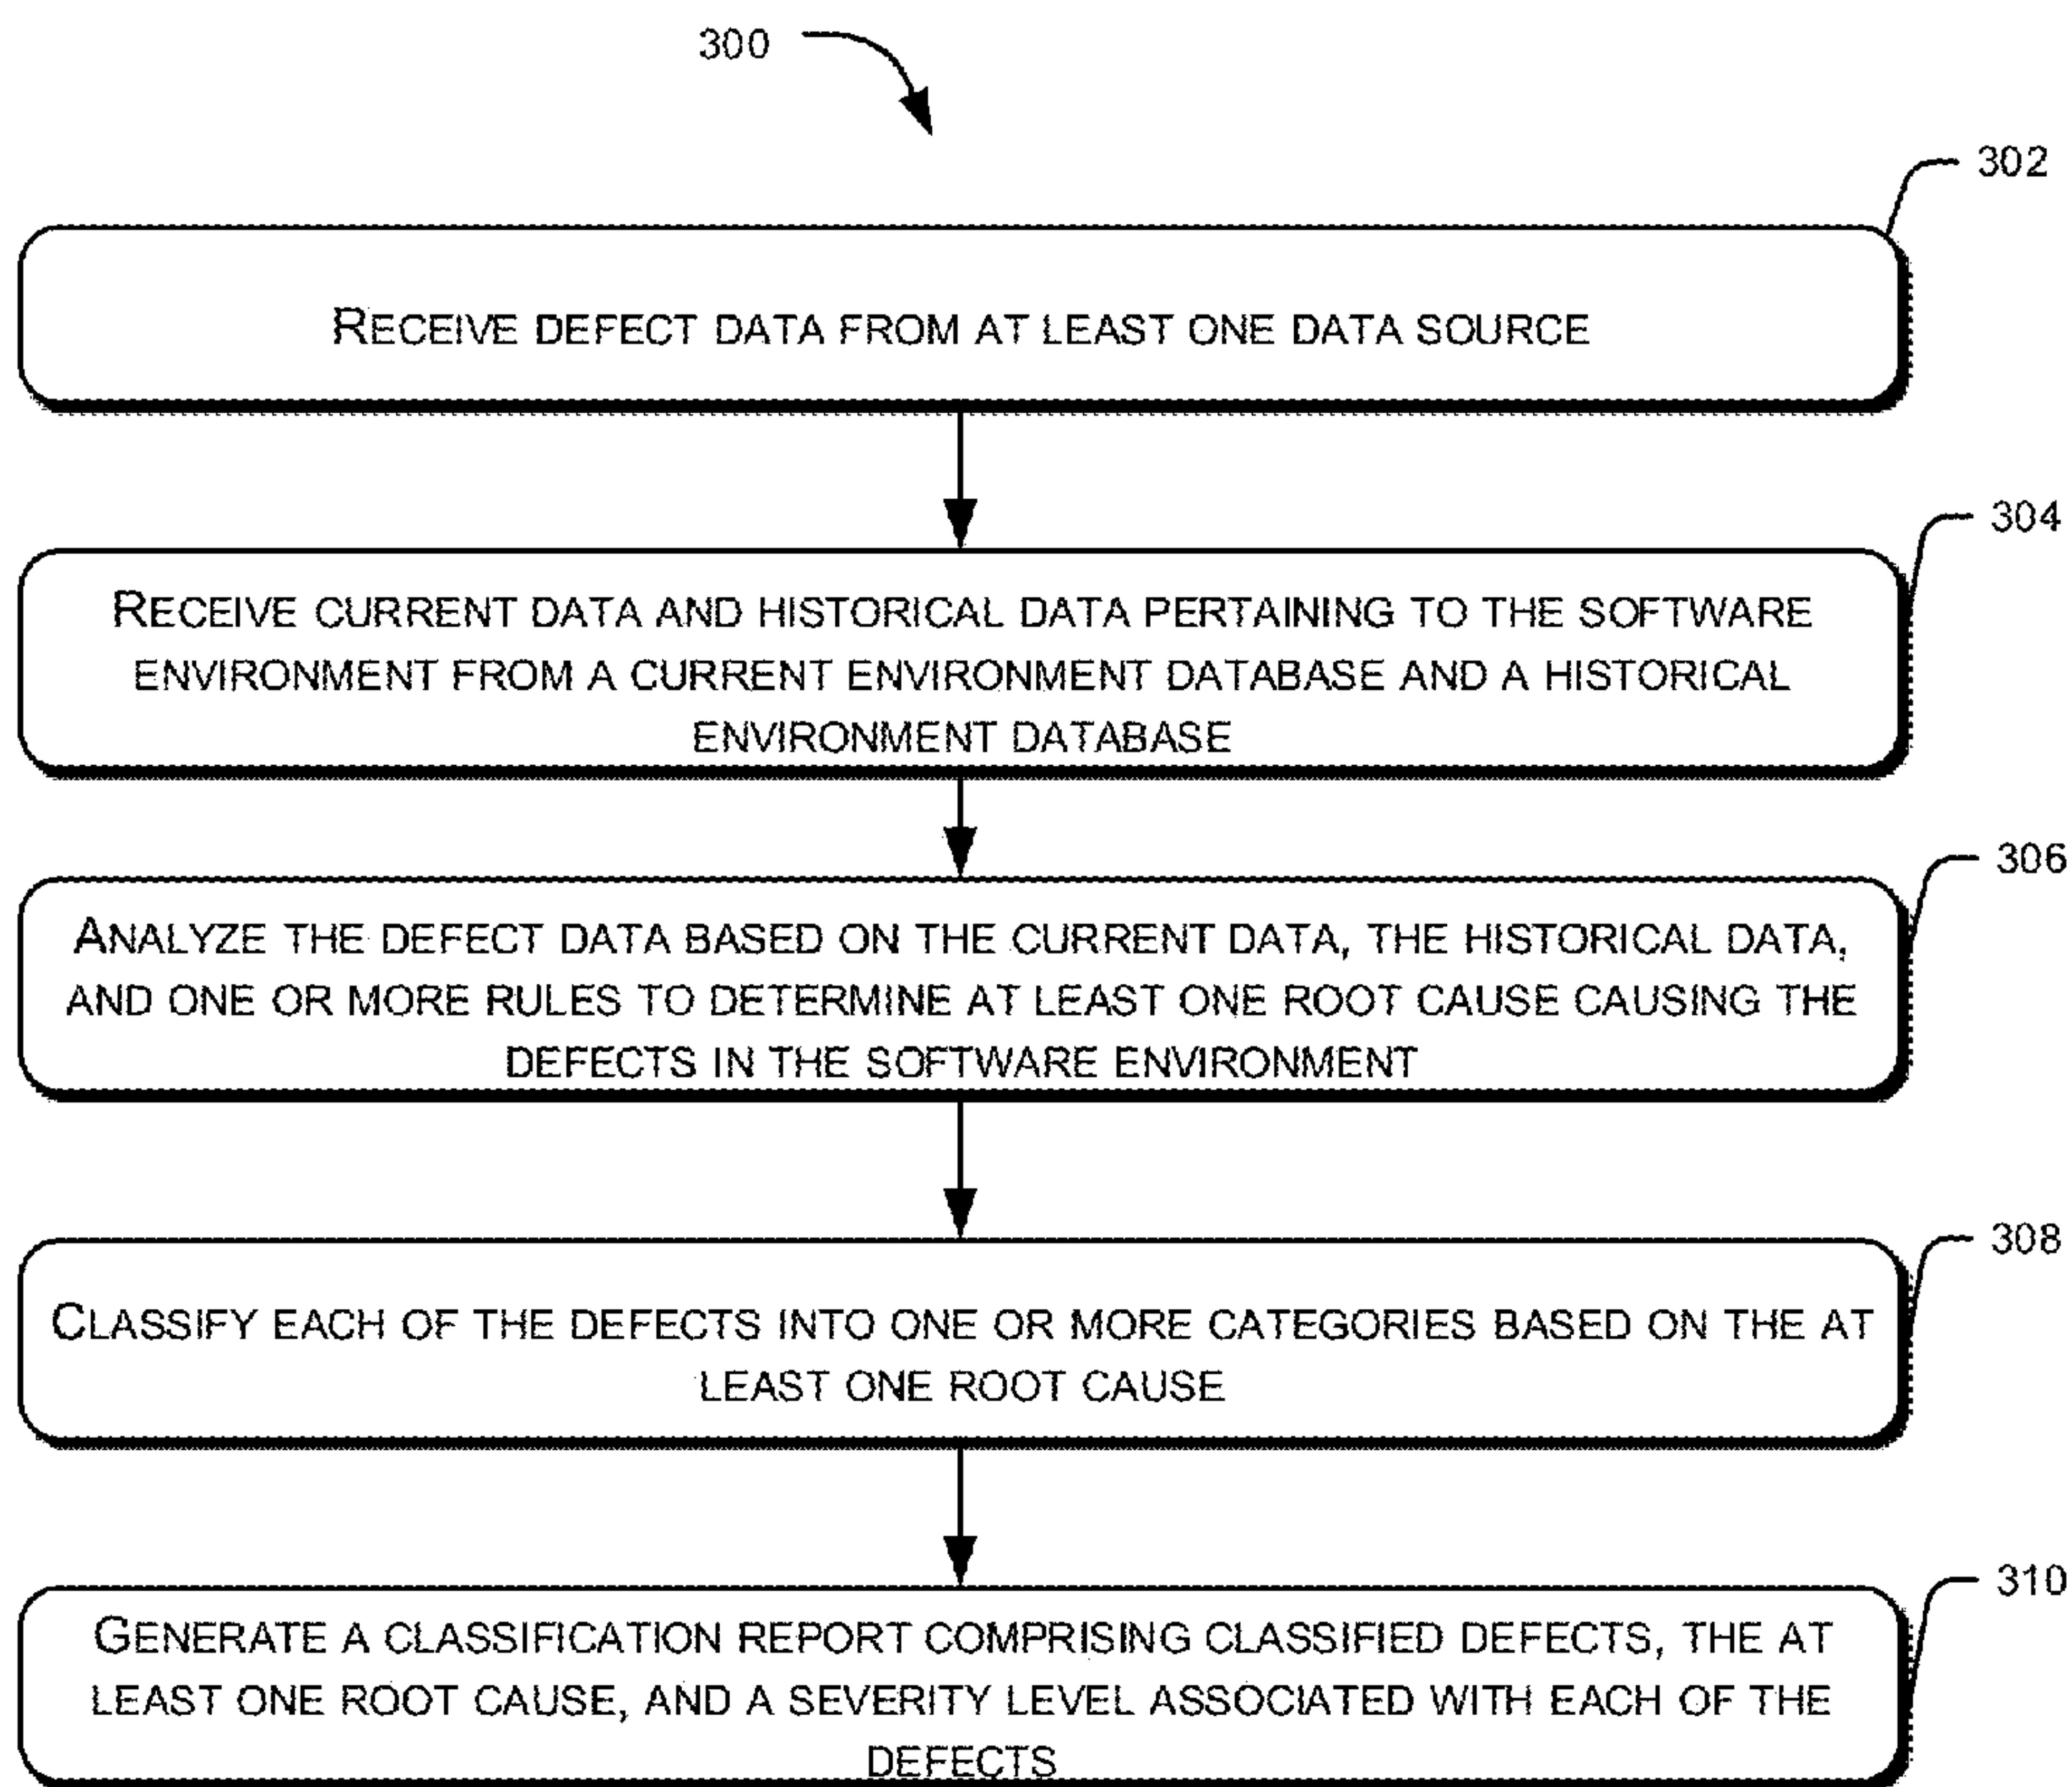 300
302
RECEIVE DEFECT DATA FROM AT LEAST ONE DATA SOURCE
304
RECEIVE CURRENT DATA AND HISTORICAL DATA PERTAINING TO THE SOFTWARE
ENVIRONMENT FROM A CURRENT ENVIRONMENT DATABASE AND A HISTORICAL
ENVIRONMENT DATABASE
306
ANALYZE THE DEFECT DATA BASED ON THE CURRENT DATA, THE HISTORICAL DATA,
AND ONE OR MORE RULES TO DETERMINE AT LEAST ONE ROOT CAUSE CAUSING THE
DEFECTS IN THE SOFTWARE ENVIRONMENT
308
CLASSIFY EACH OF THE DEFECTS INTO ONE OR MORE CATEGORIES BASED ON THE AT
LEAST ONE ROOT CAUSE
310
GENERATE A CLASSIFICATION REPORT COMPRISING CLASSIFIED DEFECTS, THE AT
LEAST ONE ROOT CAUSE, AND A SEVERITY LEVEL ASSOCIATED WITH EACH OF THE
DEFECTS